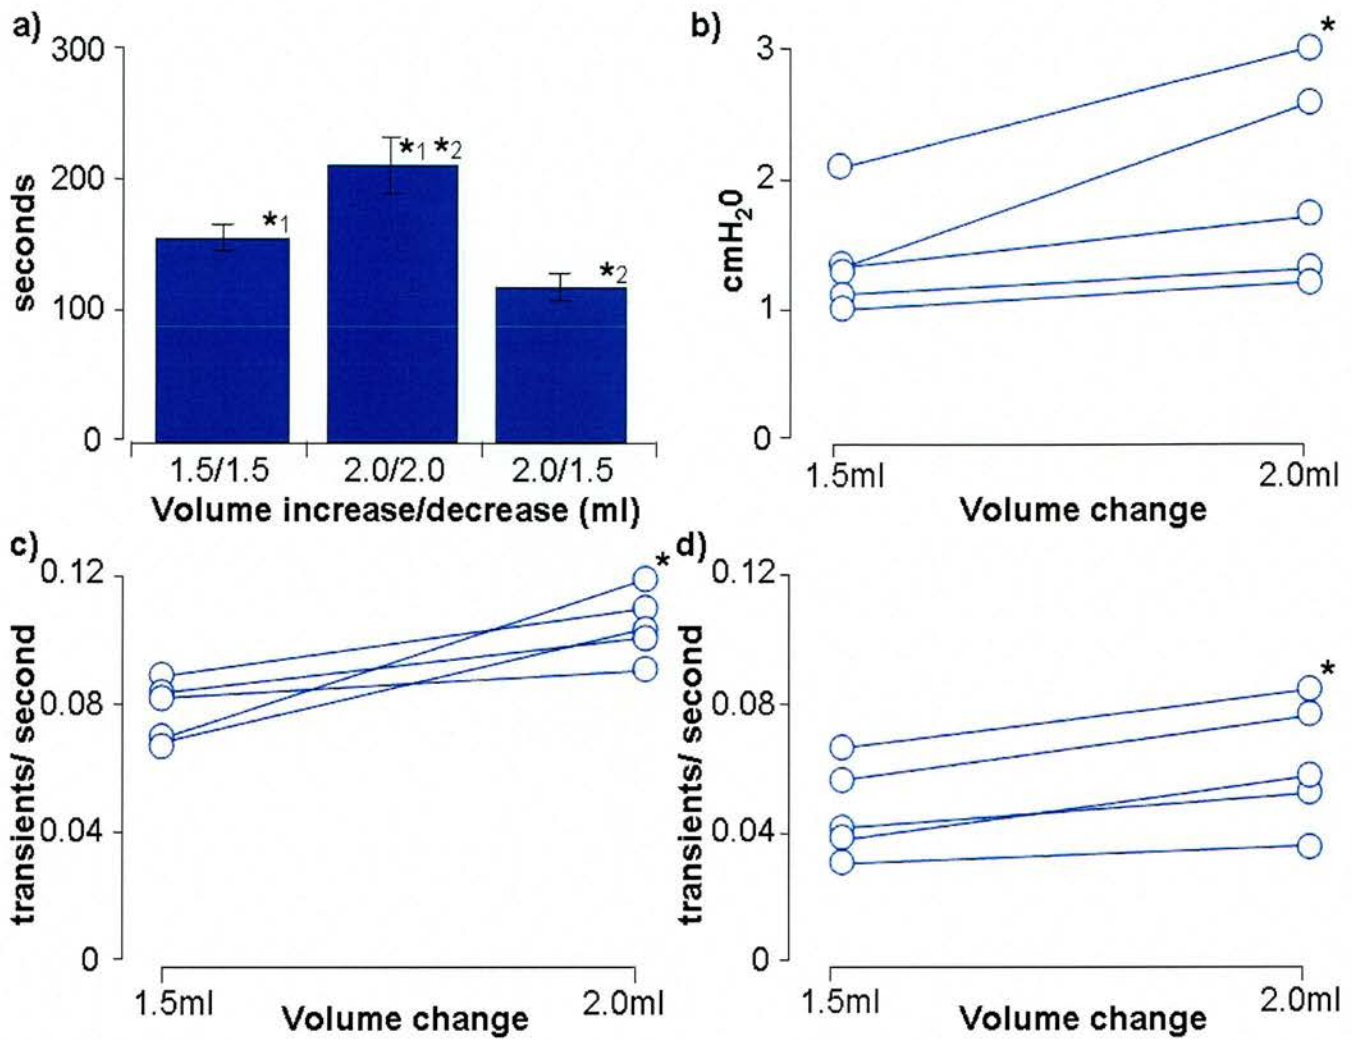 a)
300
200
100
0
seconds
*1
*1 *2
*2
1.5/1.5 2.0/2.0 2.0/1.5
Volume increase/decrease (ml)
b)
3
2
1
0
cmH₂0
*
1.5ml 2.0ml
Volume change
c)
0.12
0.08
0.04
0
transients/ second
*
1.5ml 2.0ml
Volume change
d)
0.12
0.08
0.04
0
transients/ second
*
1.5ml 2.0ml
Volume change